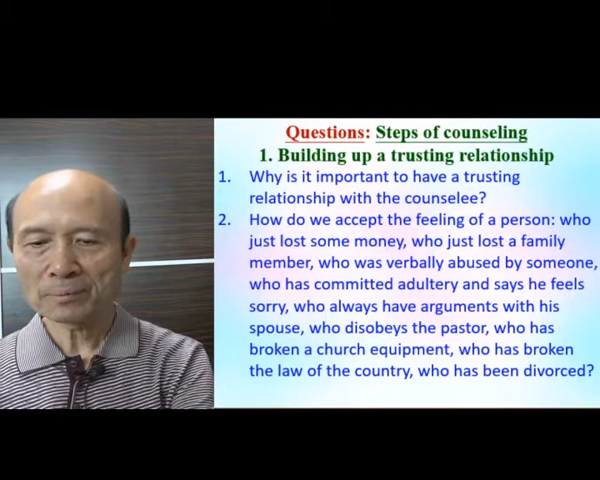 Questions: Steps of counseling
1. Building up a trusting relationship
1. Why is it important to have a trusting
relationship with the counselee?
2. How do we accept the feeling of a person: who
just lost some money, who just lost a family
member, who was verbally abused by someone,
who has committed adultery and says he feels
sorry, who always have arguments with his
spouse, who disobeys the pastor, who has
broken a church equipment, who has broken
the law of the country, who has been divorced?